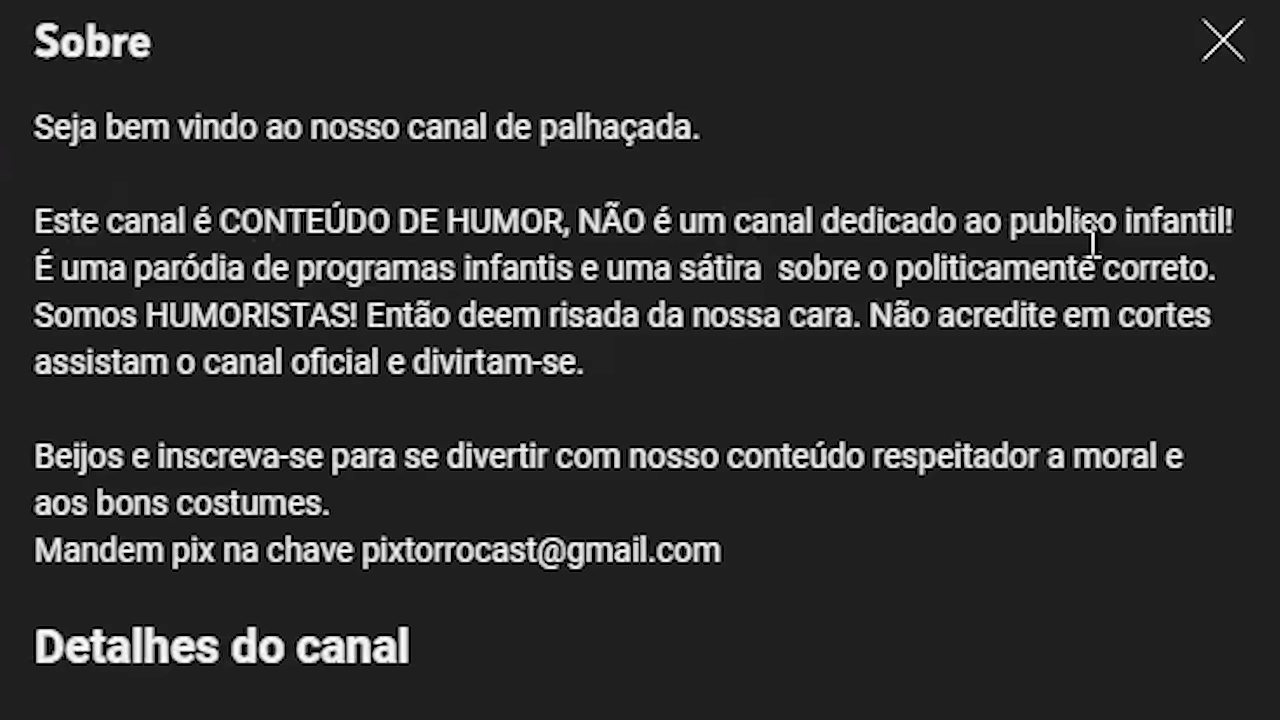 Sobre
Seja bem vindo ao nosso canal de palhaçada.
Este canal é CONTEÚDO DE HUMOR, NÃO é um canal dedicado ao publico infantil!
É uma paródia de programas infantis e uma sátira  sobre o politicamente correto.
Somos HUMORISTAS! Então deem risada da nossa cara. Não acredite em cortes
assistam o canal oficial e divirtam-se.
Beijos e inscreva-se para se divertir com nosso conteúdo respeitador a moral e
aos bons costumes.
Mandem pix na chave pixtorrocast@gmail.com
Detalhes do canal